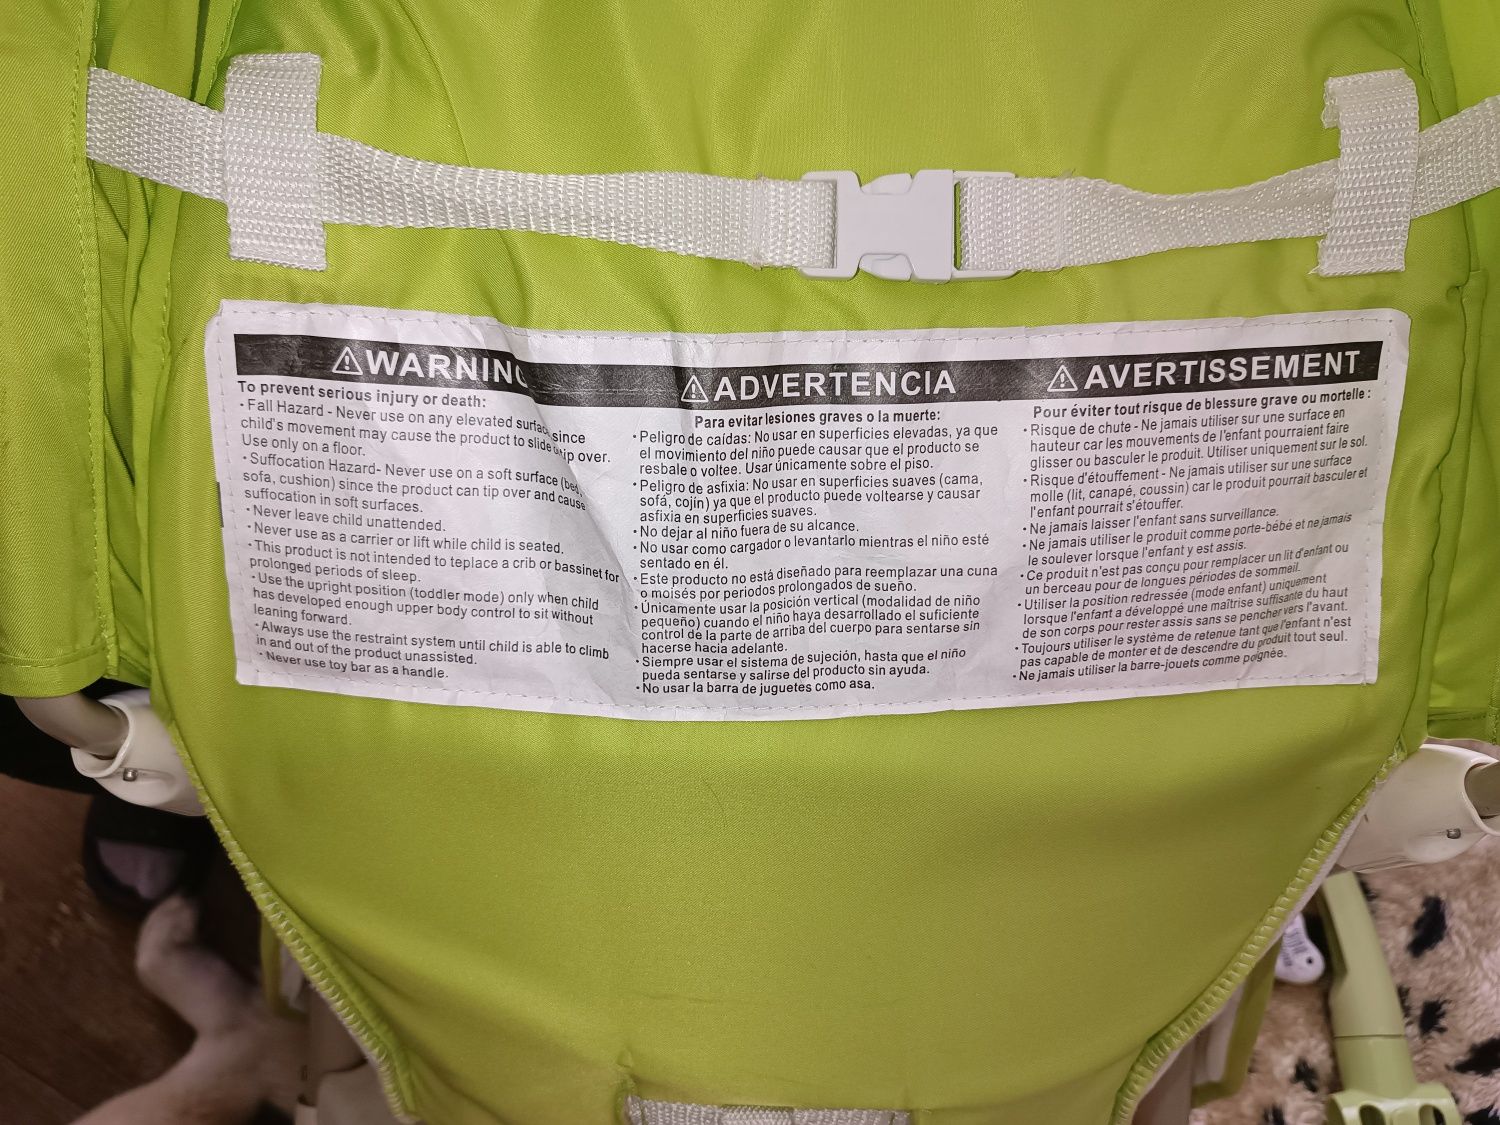 ⚠WARNING
To prevent serious injury or death:
• Fall Hazard - Never use on any elevated surface since
child's movement may cause the product to slide or tip over.
Use only on a floor.
• Suffocation Hazard- Never use on a soft surface (bed,
sofa, cushion) since the product can tip over and cause
suffocation in soft surfaces.
• Never leave child unattended.
• Never use as a carrier or lift while child is seated.
• This product is not intended to teplace a crib or bassinet for
prolonged periods of sleep.
• Use the upright position (toddler mode) only when child
has developed enough upper body control to sit without
leaning forward.
• Always use the restraint system until child is able to climb
in and out of the product unassisted.
• Never use toy bar as a handle.
⚠ADVERTENCIA
Para evitar lesiones graves o la muerte:
• Peligro de caídas: No usar en superficies elevadas, ya que
el movimiento del niño puede causar que el producto se
resbale o voltee. Usar únicamente sobre el piso.
• Peligro de asfixia: No usar en superficies suaves (cama,
sofá, cojín) ya que el producto puede voltearse y causar
asfixia en superficies suaves.
• No dejar al niño fuera de su alcance.
• No usar como cargador o levantarlo mientras el niño esté
sentado en él.
• Este producto no está diseñado para reemplazar una cuna
o moisés por periodos prolongados de sueño.
• Únicamente usar la posición vertical (modalidad de niño
pequeño) cuando el niño haya desarrollado el suficiente
control de la parte de arriba del cuerpo para sentarse sin
hacerse hacia adelante.
• Siempre usar el sistema de sujeción, hasta que el niño
pueda sentarse y salirse del producto sin ayuda.
• No usar la barra de juguetes como asa.
⚠AVERTISSEMENT
Pour éviter tout risque de blessure grave ou mortelle :
• Risque de chute - Ne jamais utiliser sur une surface en
hauteur car les mouvements de l'enfant pourraient faire
glisser ou basculer le produit. Utiliser uniquement sur le sol.
• Risque d'étouffement - Ne jamais utiliser sur une surface
molle (lit, canapé, coussin) car le produit pourrait basculer et
l'enfant pourrait s'étouffer.
• Ne jamais laisser l'enfant sans surveillance.
• Ne jamais utiliser le produit comme porte-bébé et ne jamais
le soulever lorsque l'enfant y est assis.
• Ce produit n'est pas conçu pour remplacer un lit d'enfant ou
un berceau pour de longues périodes de sommeil.
• Utiliser la position redressée (mode enfant) uniquement
lorsque l'enfant a développé une maîtrise suffisante du haut
de son corps pour rester assis sans se pencher vers l'avant.
• Toujours utiliser le système de retenue tant que l'enfant n'est
pas capable de monter et de descendre du produit tout seul.
• Ne jamais utiliser la barre-jouets comme poignée.